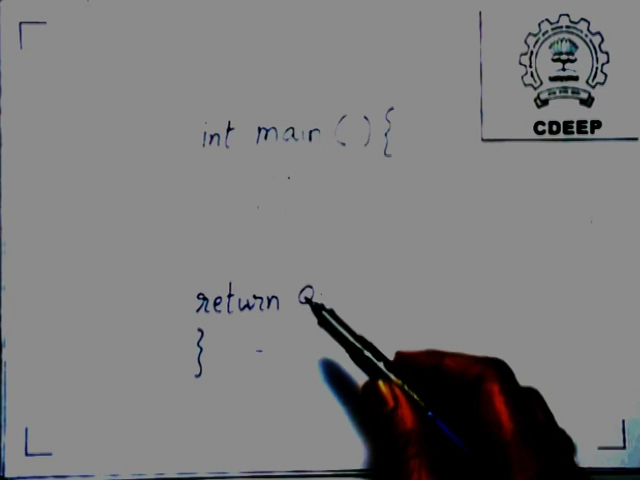 CDEEP
int main () {
return 0
}